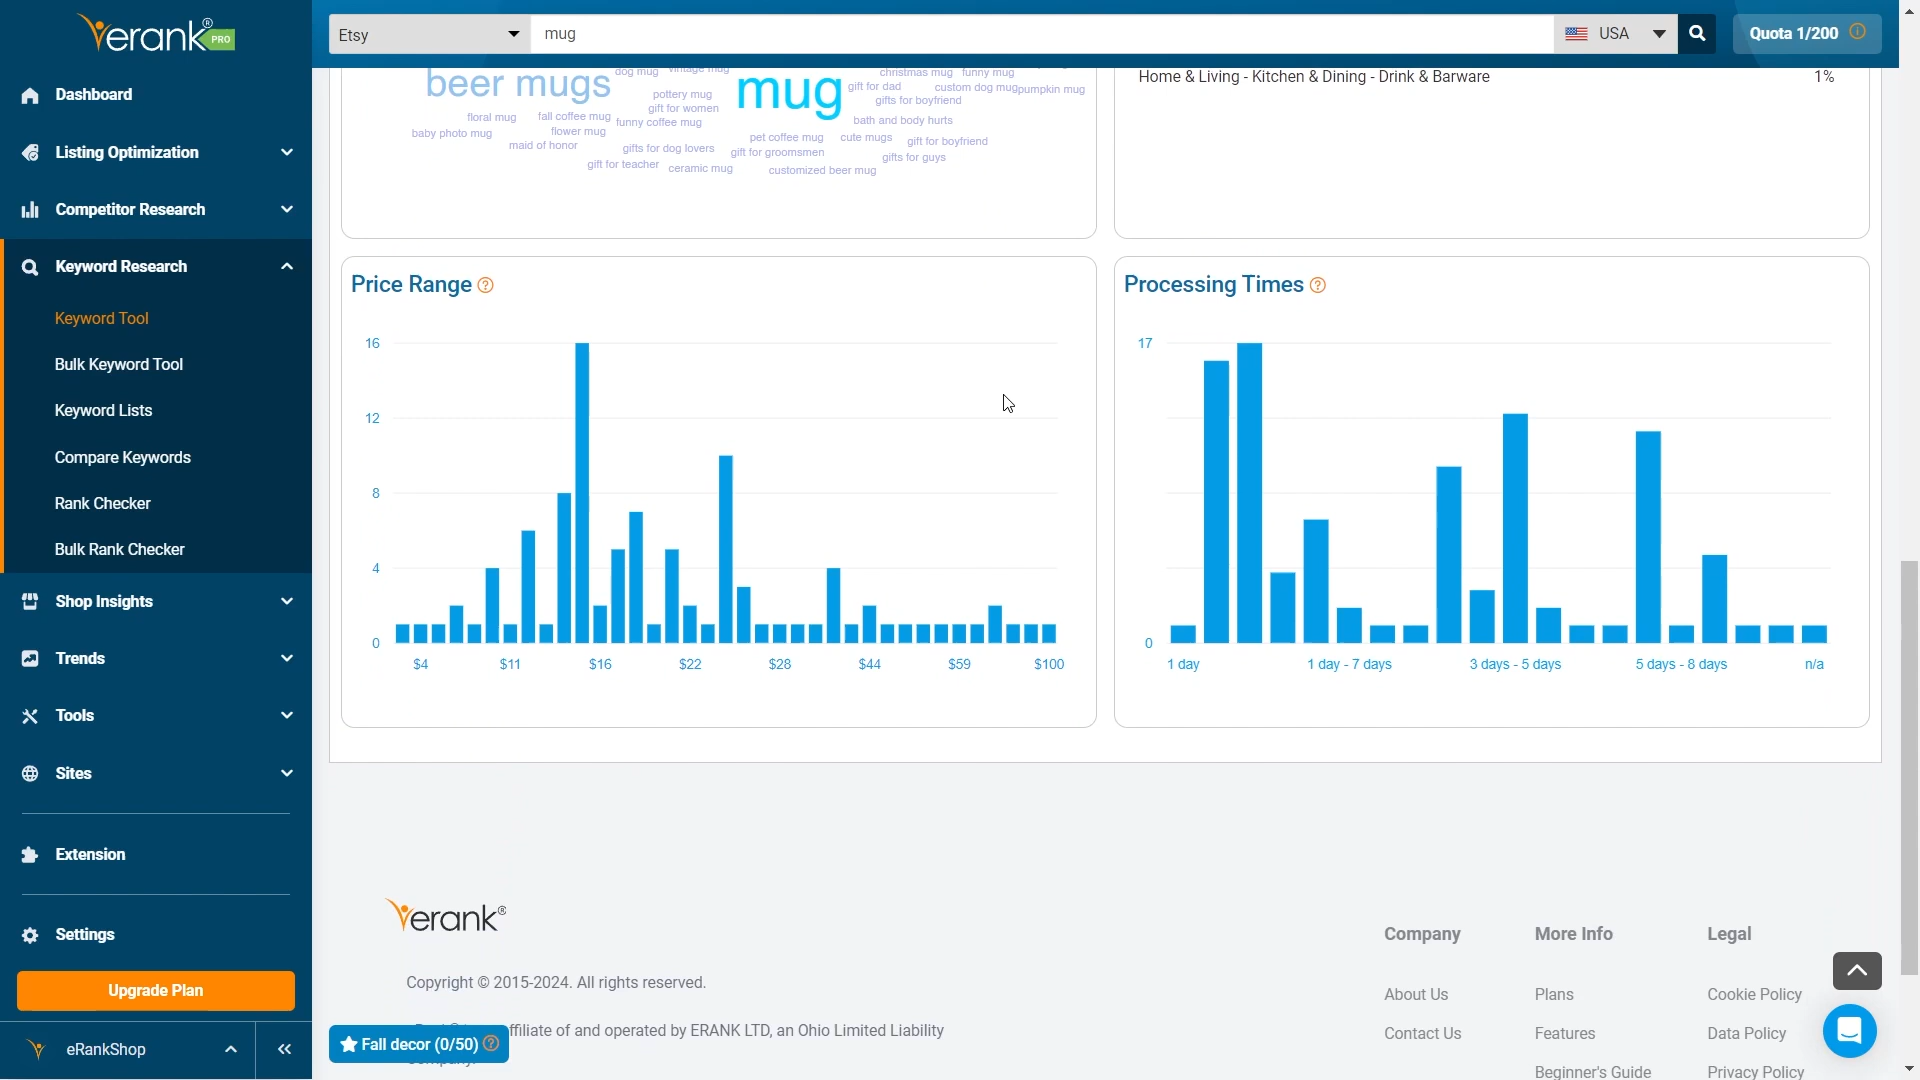 erank® PRO
Etsy
mug
USA
Quota 1/200
Dashboard
Listing Optimization
Competitor Research
Keyword Research
Keyword Tool
Bulk Keyword Tool
Keyword Lists
Compare Keywords
Rank Checker
Bulk Rank Checker
Shop Insights
Trends
Tools
Sites
Extension
Settings
Upgrade Plan
eRankShop
beer mugs
dog mug
vintage mug
mug
christmas mug
funny mug
gift for dad
custom dog mug
pumpkin mug
pottery mug
gifts for boyfriend
gift for women
floral mug
fall coffee mug
funny coffee mug
bath and body hurts
baby photo mug
flower mug
pet coffee mug
cute mugs
gift for boyfriend
maid of honor
gifts for dog lovers
gift for groomsmen
gifts for guys
gift for teacher
ceramic mug
customized beer mug
Home & Living - Kitchen & Dining - Drink & Barware 1%
Price Range
16
12
8
4
0
$4 $11 $16 $22 $28 $44 $59 $100
Processing Times
17
0
1 day 1 day - 7 days 3 days - 5 days 5 days - 8 days n/a
erank®
Copyright © 2015-2024. All rights reserved.
affiliate of and operated by ERANK LTD, an Ohio Limited Liability
Company.
Fall decor (0/50)
Company
About Us
Contact Us
More Info
Plans
Features
Beginner's Guide
Legal
Cookie Policy
Data Policy
Privacy Policy